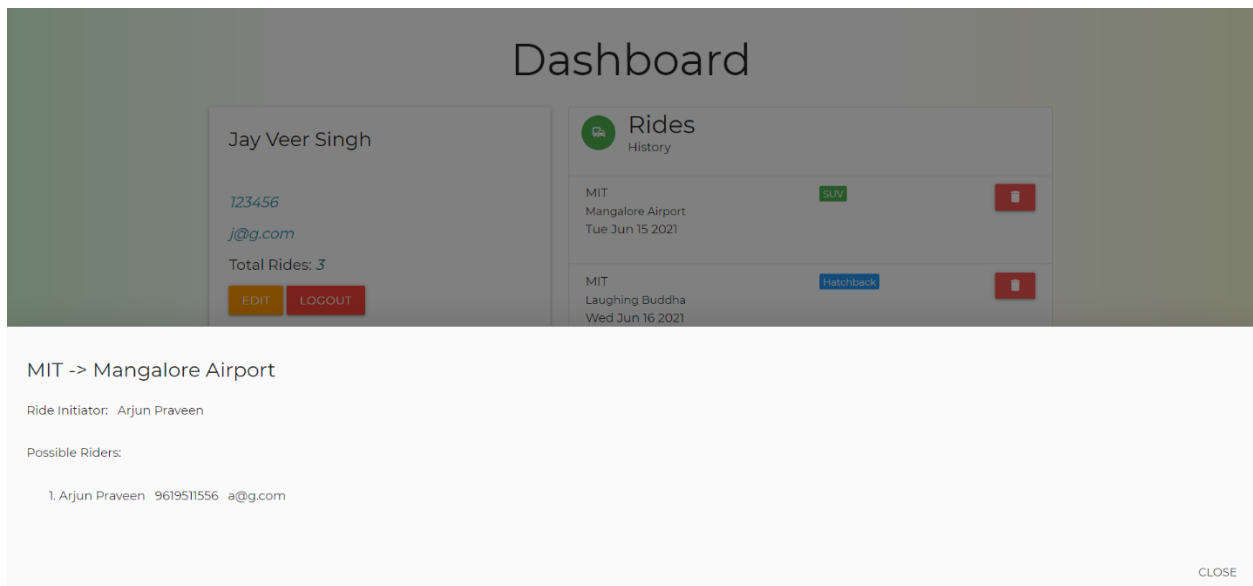 Dashboard
Jay Veer Singh
123456
j@g.com
Total Rides: 3
EDIT LOGOUT
Rides
History
MIT SUV
Mangalore Airport
Tue Jun 15 2021
MIT Hatchback
Laughing Buddha
Wed Jun 16 2021
MIT -> Mangalore Airport
Ride Initiator: Arjun Praveen
Possible Riders:
1. Arjun Praveen 9619511556 a@g.com
CLOSE